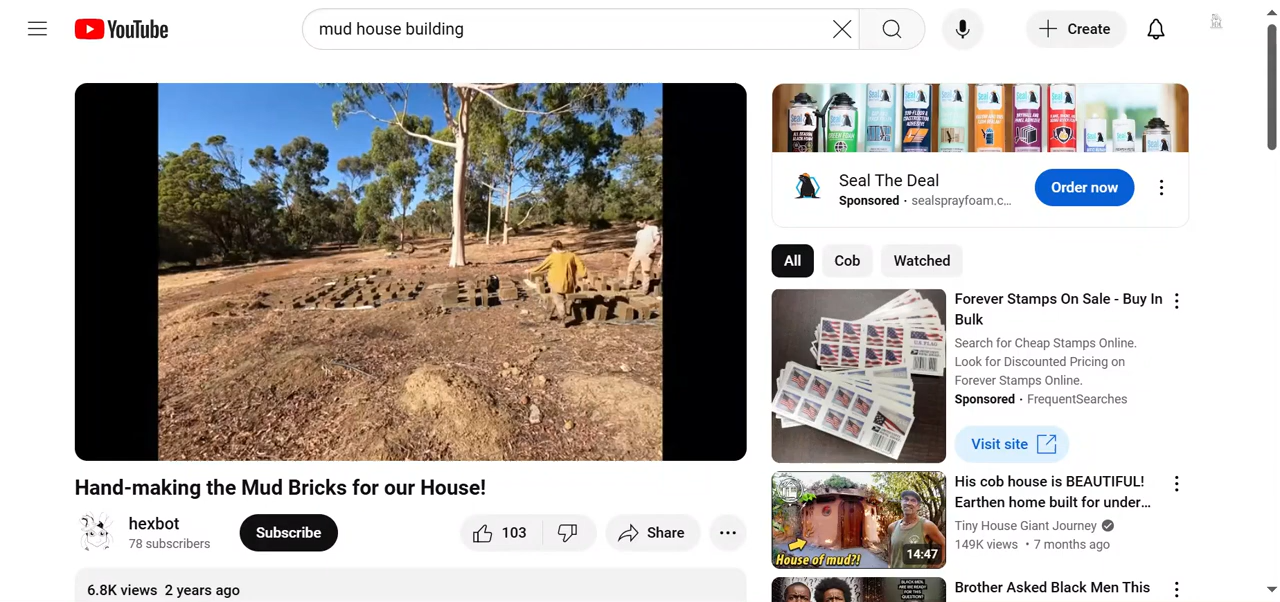 YouTube
mud house building
Create
Seal The Deal
Sponsored · sealsprayfoam.c...
Order now
All
Cob
Watched
Forever Stamps On Sale - Buy In
Bulk
Search for Cheap Stamps Online.
Look for Discounted Pricing on
Forever Stamps Online.
Sponsored · FrequentSearches
Visit site
Hand-making the Mud Bricks for our House!
hexbot
78 subscribers
Subscribe
103
Share
6.8K views 2 years ago
His cob house is BEAUTIFUL!
Earthen home built for under...
Tiny House Giant Journey
149K views • 7 months ago
House of mud?!
14:47
Brother Asked Black Men This